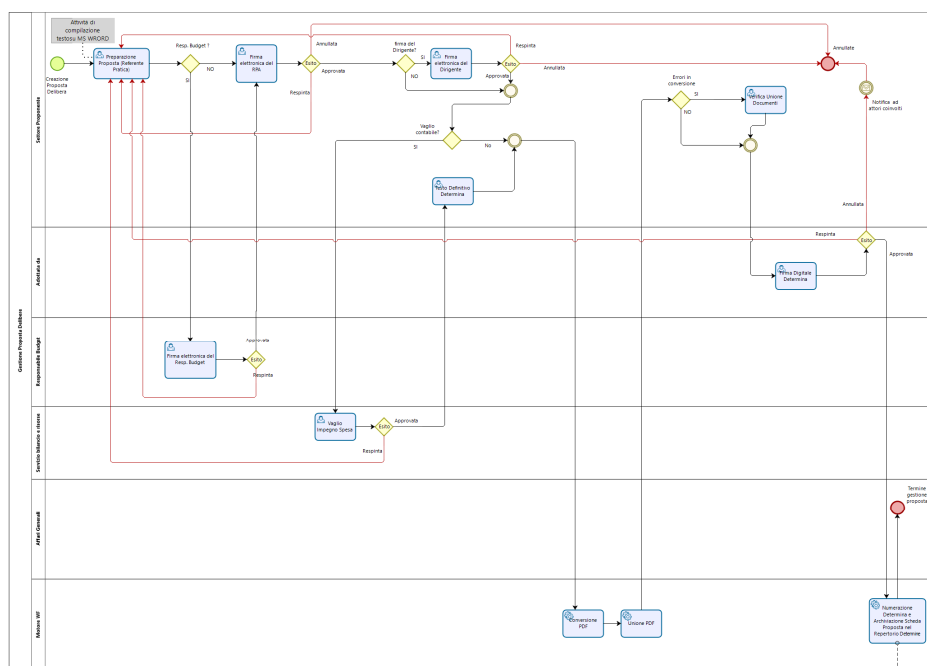 Attività di
compilazione
testosu MS WRORD
Preparazione
Proposta (Referente
Pratica)
Creazione
Proposta
Delibera
Resp. Budget ?
SI
NO
Firma
elettronica del
RPA
Esito
Annullata
Approvata
Respinta
firma del
Dirigente?
SI
NO
Firma
elettronica del
Dirigente
Esito
Respinta
Approvata
Annullata
Annullate
Notifica ad
attori coinvolti
Errori in
conversione
SI
NO
Verifica Unione
Documenti
Vaglio
contabile?
SI
No
Testo Definitivo
Determina
Settore Proponente
Annullata
Respinta
Esito
Approvata
Firma Digitale
Determina
Adottata da
Gestione Proposta Delibere
Responsabile Budget
Firma elettronica del
Resp. Budget
Approvata
Esito
Respinta
Servizio bilancio e risorse
Vaglio
Impegno Spesa
Esito
Approvata
Respinta
Affari Generali
Termine
gestione
proposta
Motore WF
Conversione
PDF
Unione PDF
Numerazione
Determina e
Archiviazione Scheda
Proposta nel
Repertorio Determine